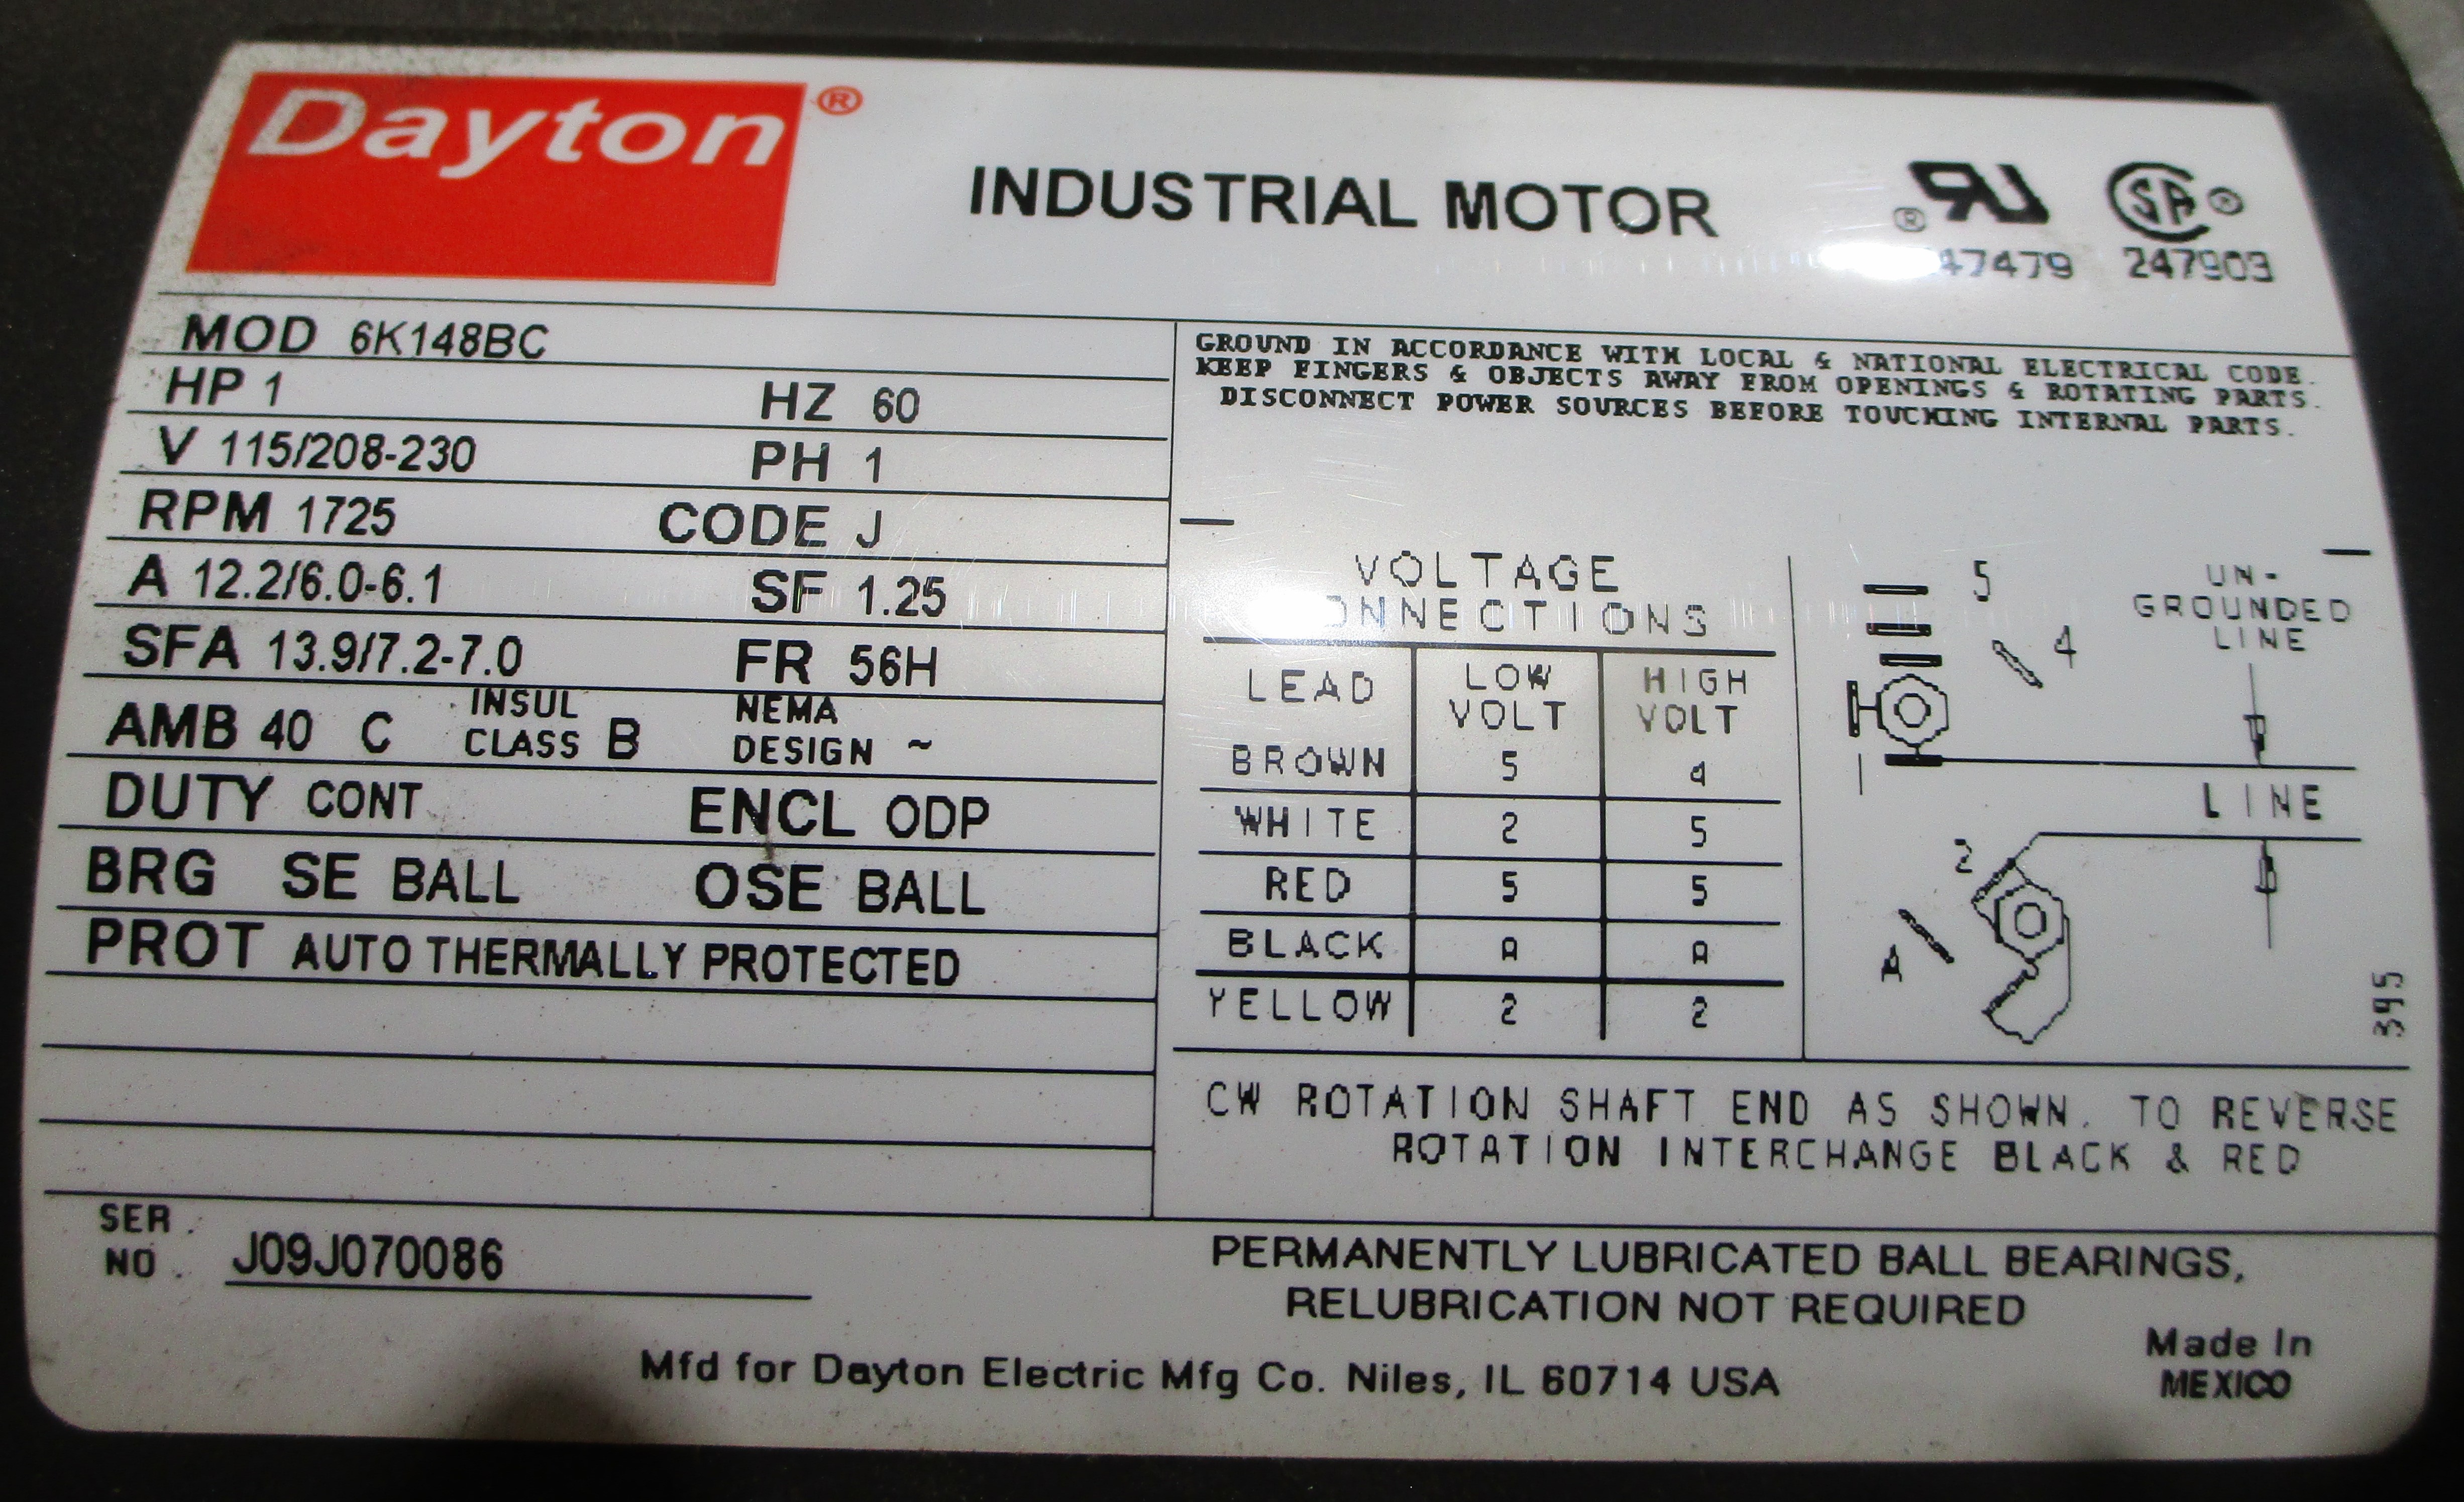 Dayton®
INDUSTRIAL MOTOR
® 47479 247903
MOD 6K148BC
HP 1 HZ 60
V 115/208-230 PH 1
RPM 1725 CODE J
A 12.2/6.0-6.1 SF 1.25
SFA 13.9/7.2-7.0 FR 56H
AMB 40 C INSUL CLASS B NEMA DESIGN ~
DUTY CONT ENCL ODP
BRG SE BALL OSE BALL
PROT AUTO THERMALLY PROTECTED
SER. NO. J09J070086
GROUND IN ACCORDANCE WITH LOCAL & NATIONAL ELECTRICAL CODE.
KEEP FINGERS & OBJECTS AWAY FROM OPENINGS & ROTATING PARTS.
DISCONNECT POWER SOURCES BEFORE TOUCHING INTERNAL PARTS.
VOLTAGE
ONNECTIONS
LEAD LOW VOLT HIGH VOLT
BROWN 5 4
WHITE 2 5
RED 5 5
BLACK A A
YELLOW 2 2
5
4
1
UN-
GROUNDED
LINE
LINE
2
A
395
CW ROTATION SHAFT END AS SHOWN. TO REVERSE
ROTATION INTERCHANGE BLACK & RED
PERMANENTLY LUBRICATED BALL BEARINGS,
RELUBRICATION NOT REQUIRED
Mfd for Dayton Electric Mfg Co. Niles, IL 60714 USA
Made In
MEXICO